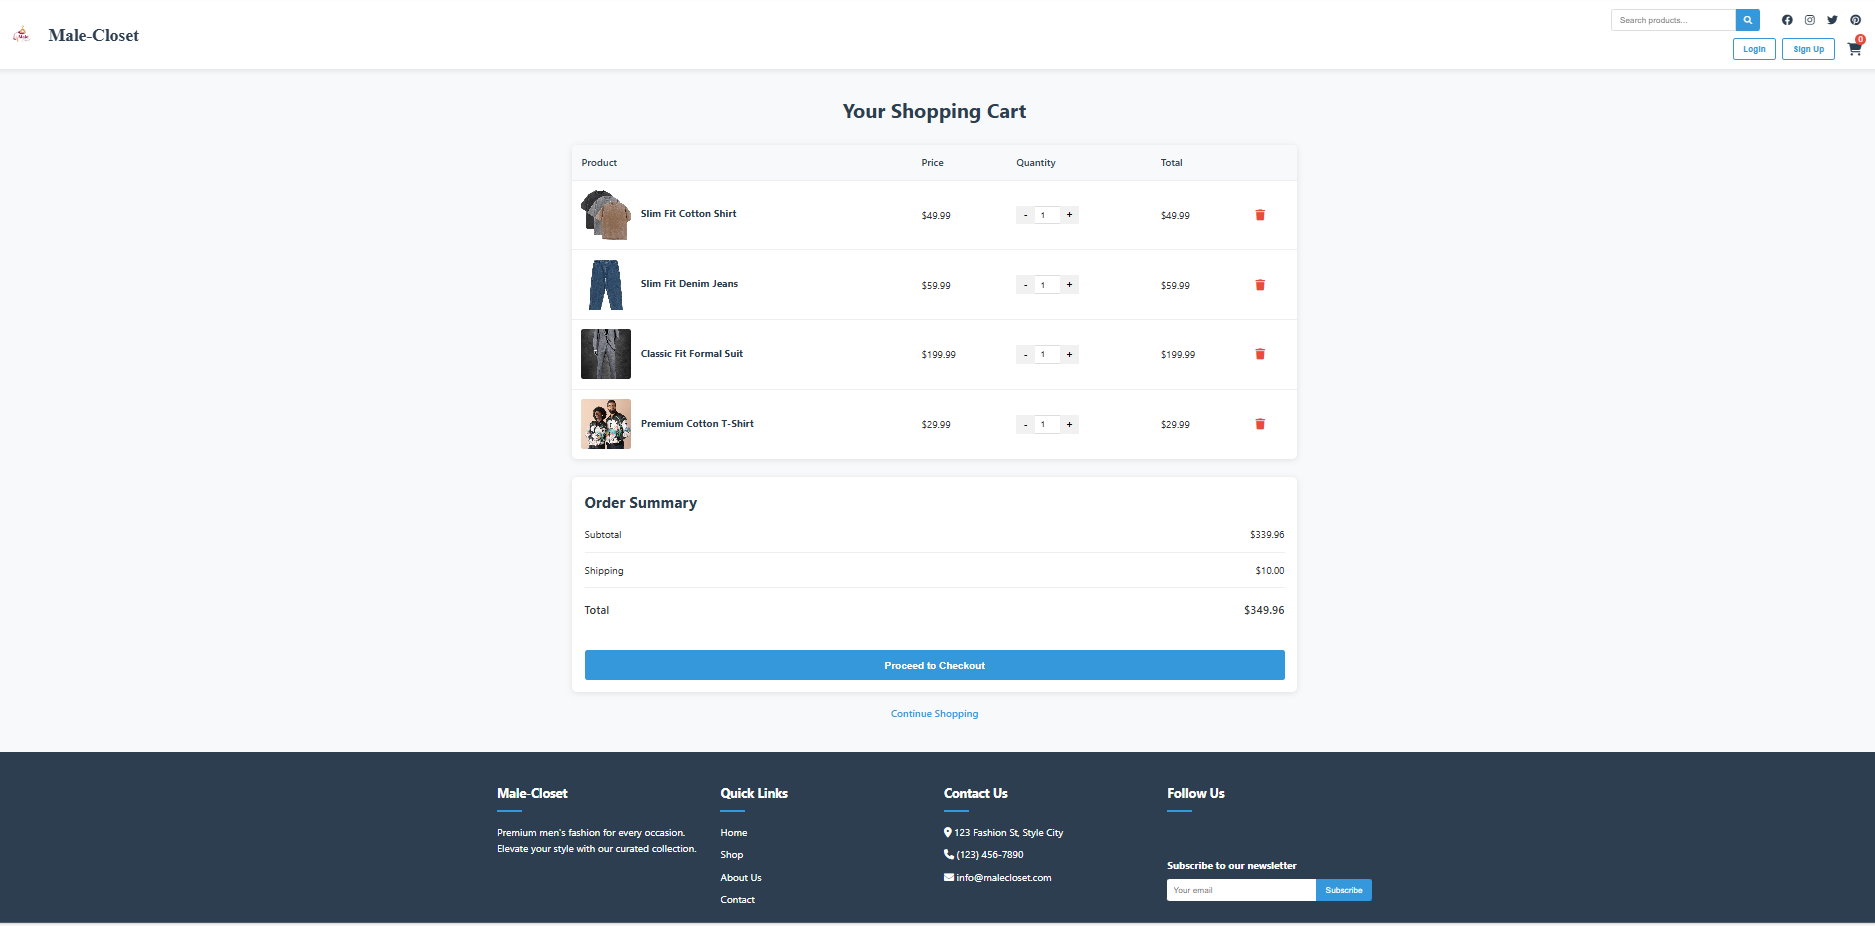 Male-Closet
Search products...
Login
Sign Up
0
Your Shopping Cart
Product Price Quantity Total
Slim Fit Cotton Shirt $49.99 - 1 + $49.99
Slim Fit Denim Jeans $59.99 - 1 + $59.99
Classic Fit Formal Suit $199.99 - 1 + $199.99
Premium Cotton T-Shirt $29.99 - 1 + $29.99
Order Summary
Subtotal $339.96
Shipping $10.00
Total $349.96
Proceed to Checkout
Continue Shopping
Male-Closet
Premium men's fashion for every occasion.
Elevate your style with our curated collection.
Quick Links
Home
Shop
About Us
Contact
Contact Us
123 Fashion St, Style City
(123) 456-7890
info@malecloset.com
Follow Us
Subscribe to our newsletter
Your email
Subscribe